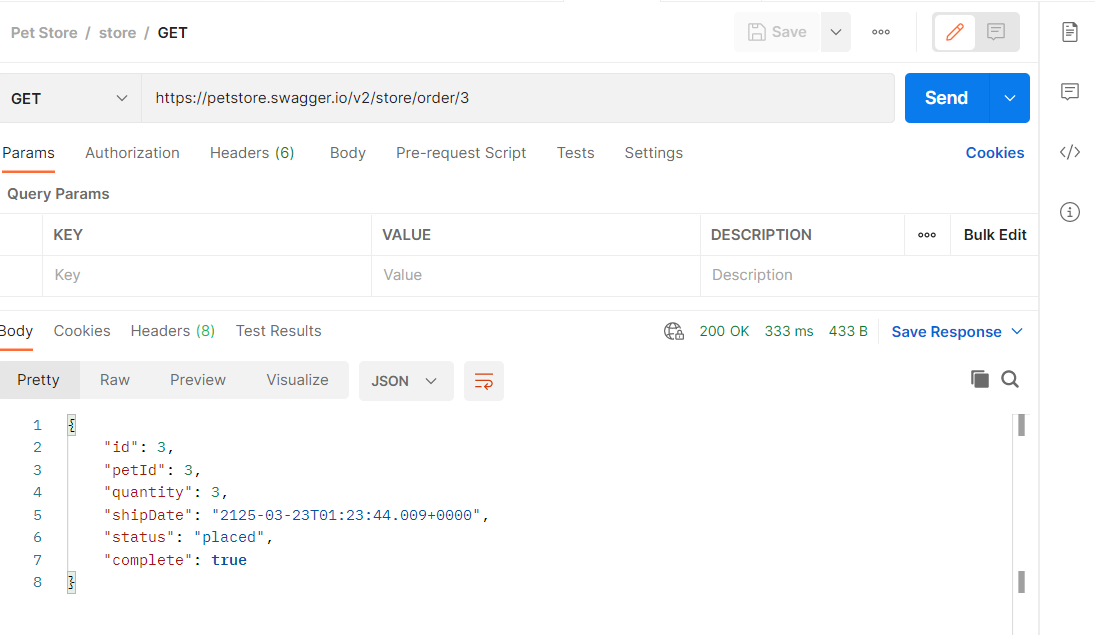 Pet Store / store / GET
Save
GET
https://petstore.swagger.io/v2/store/order/3
Send
Params Authorization Headers (6) Body Pre-request Script Tests Settings Cookies
Query Params
KEY VALUE DESCRIPTION Bulk Edit
Key Value Description
Body Cookies Headers (8) Test Results 200 OK 333 ms 433 B Save Response
Pretty Raw Preview Visualize JSON
1 {
2 "id": 3,
3 "petId": 3,
4 "quantity": 3,
5 "shipDate": "2125-03-23T01:23:44.009+0000",
6 "status": "placed",
7 "complete": true
8 }